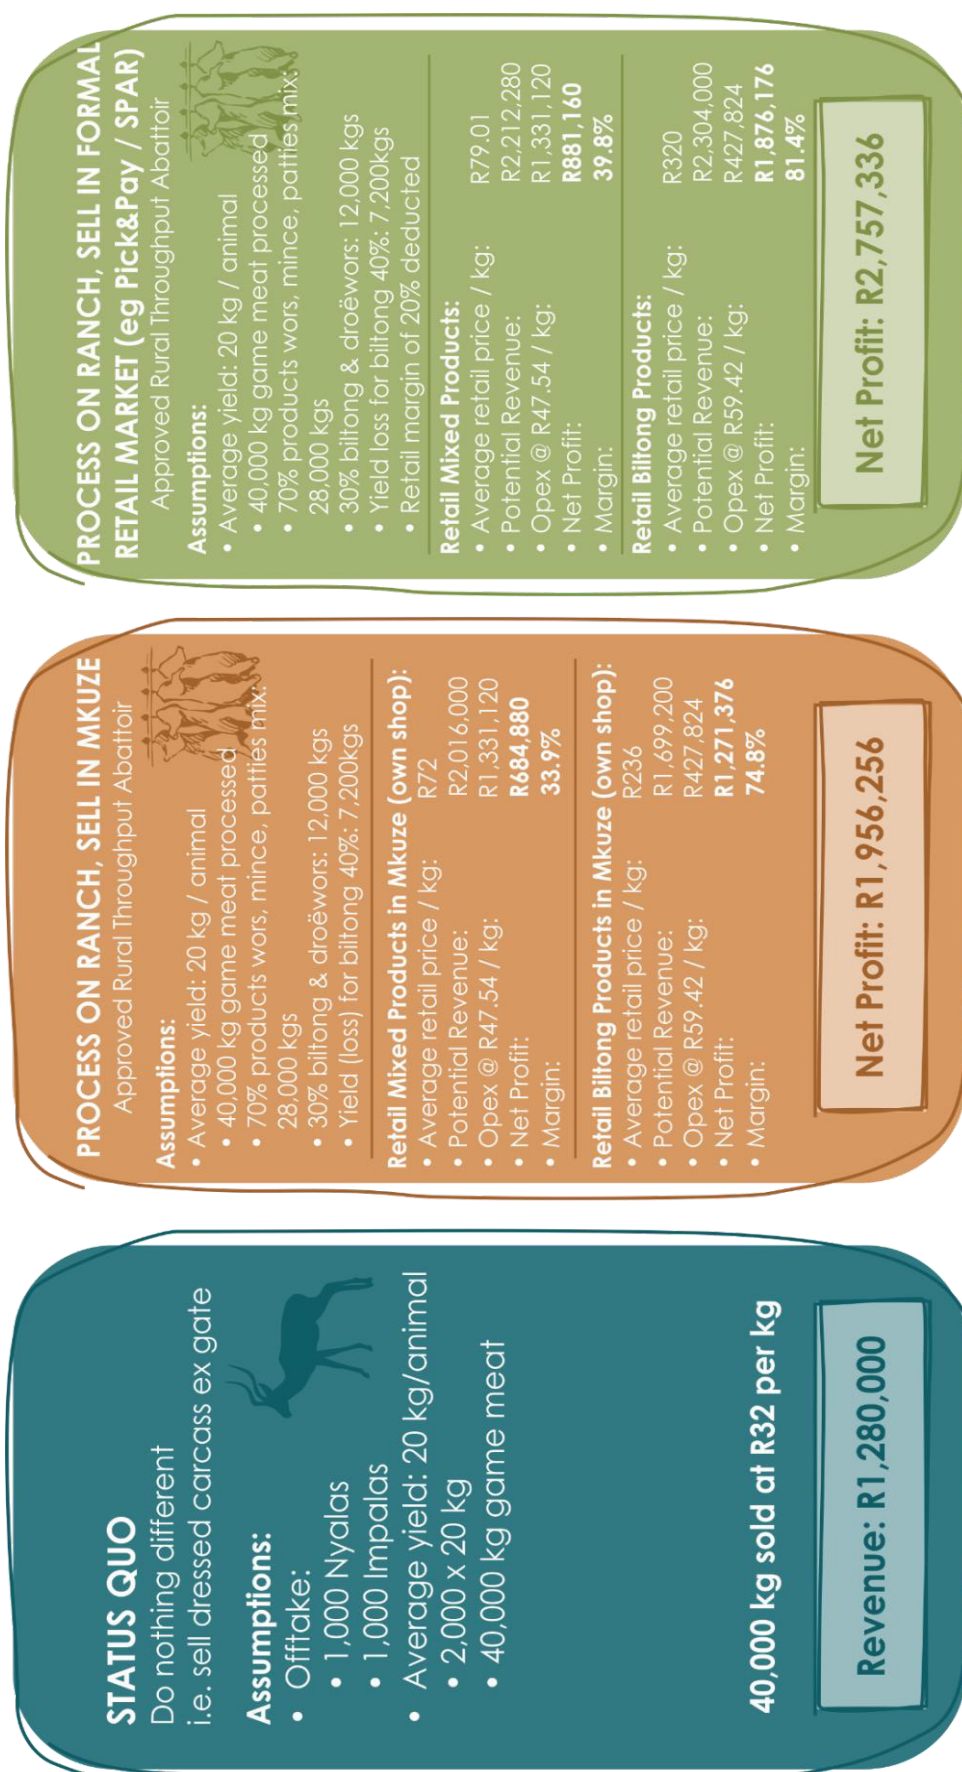 STATUS QUO
Do nothing different
i.e. sell dressed carcass ex gate
Assumptions:
• Offtake:
• 1,000 Nyalas
• 1,000 Impalas
• Average yield: 20 kg/animal
• 2,000 x 20 kg
• 40,000 kg game meat
40,000 kg sold at R32 per kg
Revenue: R1,280,000
PROCESS ON RANCH, SELL IN MKUZE
Approved Rural Throughput Abattoir
Assumptions:
• Average yield: 20 kg / animal
• 40,000 kg game meat processed
• 70% products wors, mince, patties mix:
28,000 kgs
• 30% biltong & droëwors: 12,000 kgs
• Yield (loss) for biltong 40%: 7,200kgs
Retail Mixed Products in Mkuze (own shop):
• Average retail price / kg: R72
• Potential Revenue: R2,016,000
• Opex @ R47.54 / kg: R1,331,120
• Net Profit: R684,880
• Margin: 33.9%
Retail Biltong Products in Mkuze (own shop):
• Average retail price / kg: R236
• Potential Revenue: R1,699,200
• Opex @ R59.42 / kg: R427,824
• Net Profit: R1,271,376
• Margin: 74.8%
Net Profit: R1,956,256
PROCESS ON RANCH, SELL IN FORMAL
RETAIL MARKET (eg Pick&Pay / SPAR)
Approved Rural Throughput Abattoir
Assumptions:
• Average yield: 20 kg / animal
• 40,000 kg game meat processed
• 70% products wors, mince, patties mix:
28,000 kgs
• 30% biltong & droëwors: 12,000 kgs
• Yield loss for biltong 40%: 7,200kgs
• Retail margin of 20% deducted
Retail Mixed Products:
• Average retail price / kg: R79.01
• Potential Revenue: R2,212,280
• Opex @ R47.54 / kg: R1,331,120
• Net Profit: R881,160
• Margin: 39.8%
Retail Biltong Products:
• Average retail price / kg: R320
• Potential Revenue: R2,304,000
• Opex @ R59.42 / kg: R427,824
• Net Profit: R1,876,176
• Margin: 81.4%
Net Profit: R2,757,336